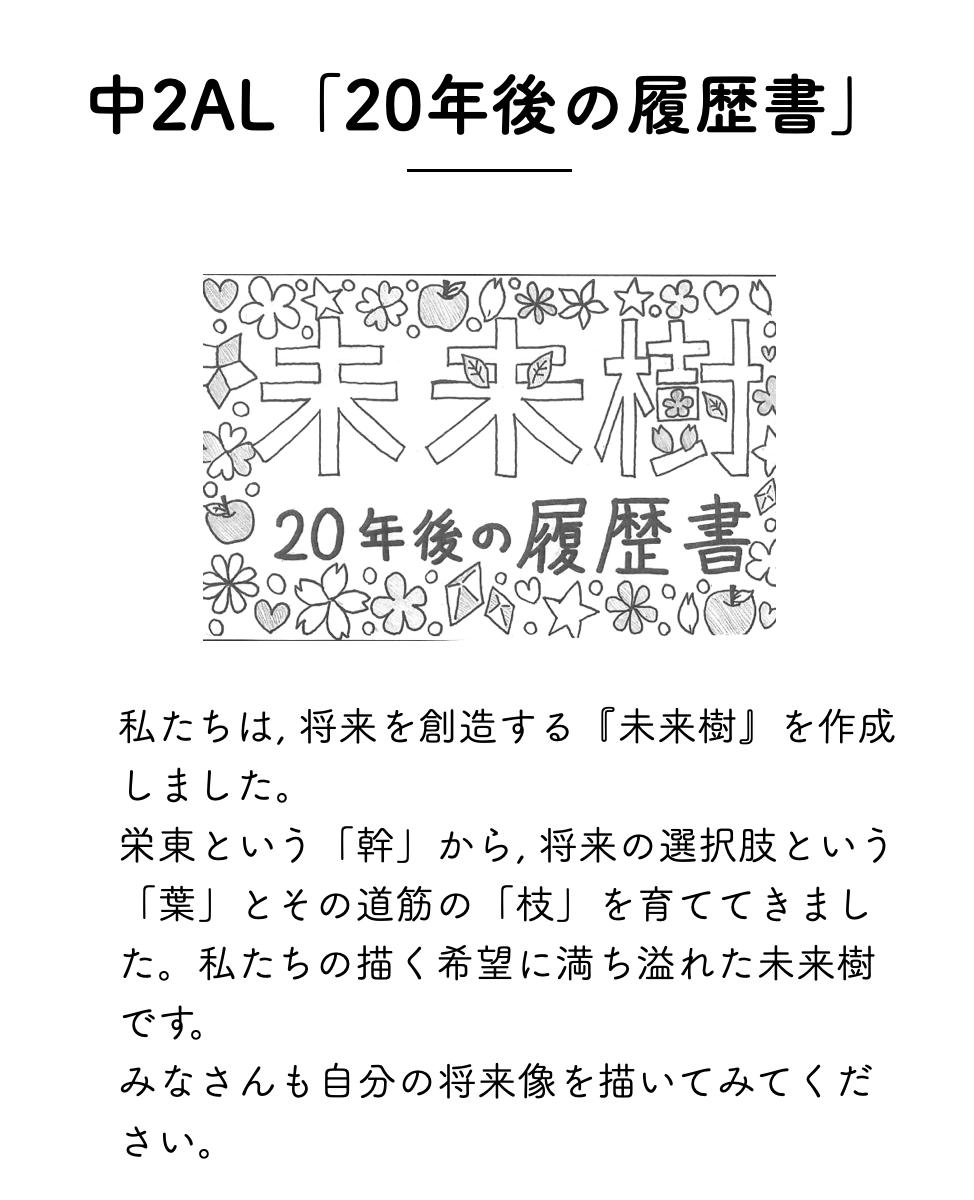 中2AL「20年後の履歴書」
未来樹
20年後の履歴書
私たちは, 将来を創造する『未来樹』を作成
しました。
栄東という「幹」から, 将来の選択肢という
「葉」とその道筋の「枝」を育ててきまし
た。私たちの描く希望に満ち溢れた未来樹
です。
みなさんも自分の将来像を描いてみてくだ
さい。